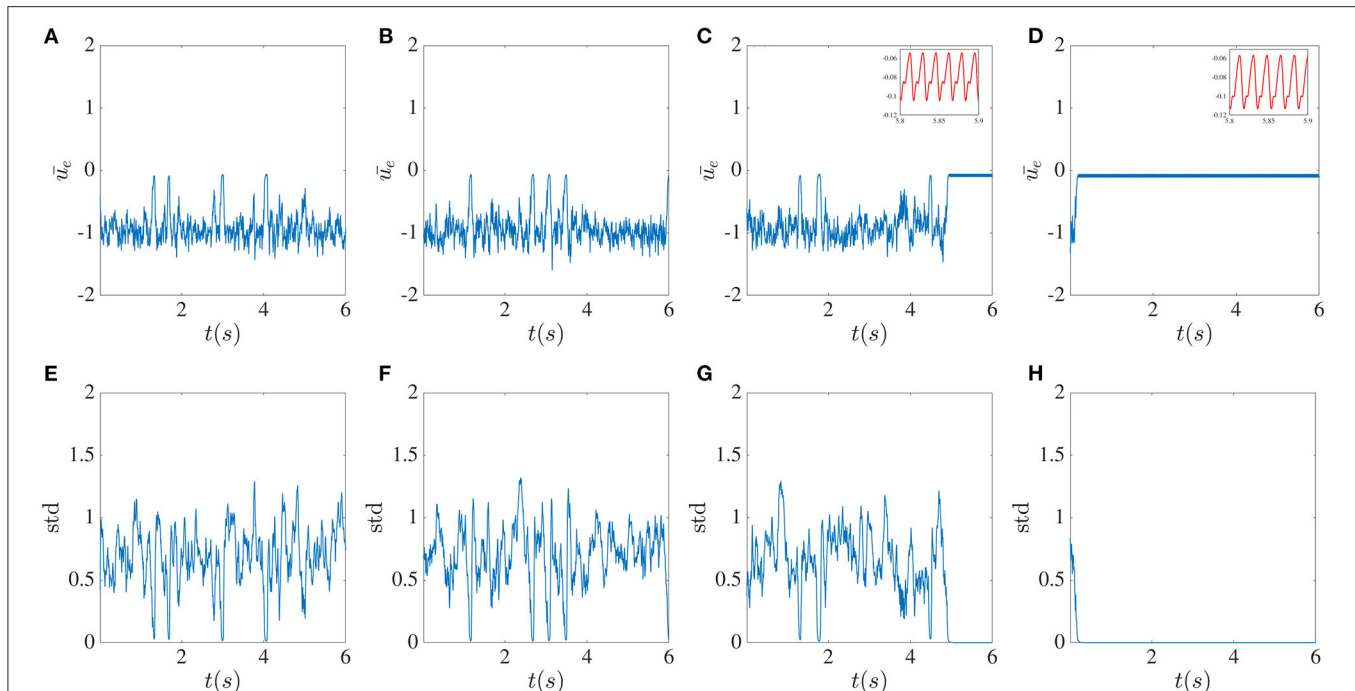 A B C D
2 2 2 2
-0.06 -0.06
-0.08 -0.08
-0.1 -0.1
-0.12 -0.12
5.8 5.85 5.9 5.8 5.85 5.9
1 1 1 1
0 0 0 0
ūₑ ūₑ ūₑ ūₑ
-1 -1 -1 -1
-2 -2 -2 -2
2 4 6 2 4 6 2 4 6 2 4 6
t(s) t(s) t(s) t(s)
E F G H
2 2 2 2
1.5 1.5 1.5 1.5
1 1 1 1
std std std std
0.5 0.5 0.5 0.5
0 0 0 0
2 4 6 2 4 6 2 4 6 2 4 6
t(s) t(s) t(s) t(s)